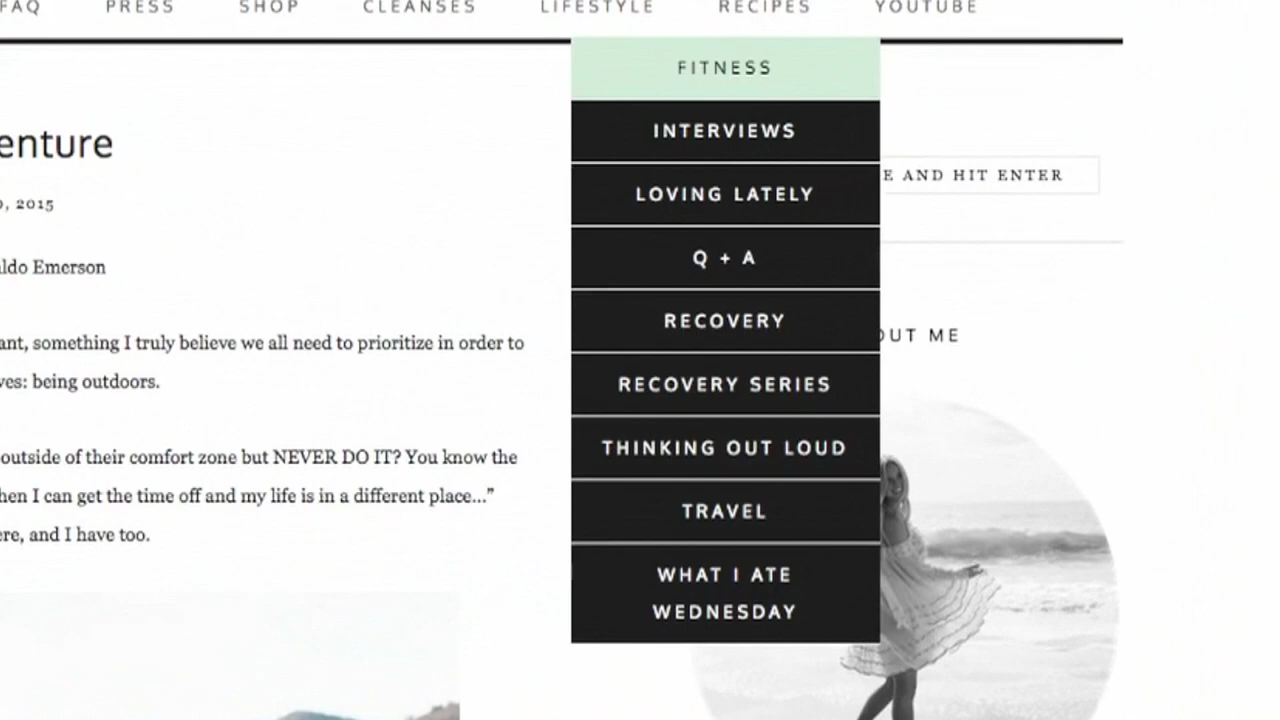 FAQ PRESS SHOP CLEANSES LIFESTYLE RECIPES YOUTUBE
FITNESS
INTERVIEWS
LOVING LATELY
Q + A
RECOVERY
RECOVERY SERIES
THINKING OUT LOUD
TRAVEL
WHAT I ATE
WEDNESDAY
enture
, 2015
ldo Emerson
ant, something I truly believe we all need to prioritize in order to
ves: being outdoors.
outside of their comfort zone but NEVER DO IT? You know the
hen I can get the time off and my life is in a different place...”
ere, and I have too.
E AND HIT ENTER
OUT ME